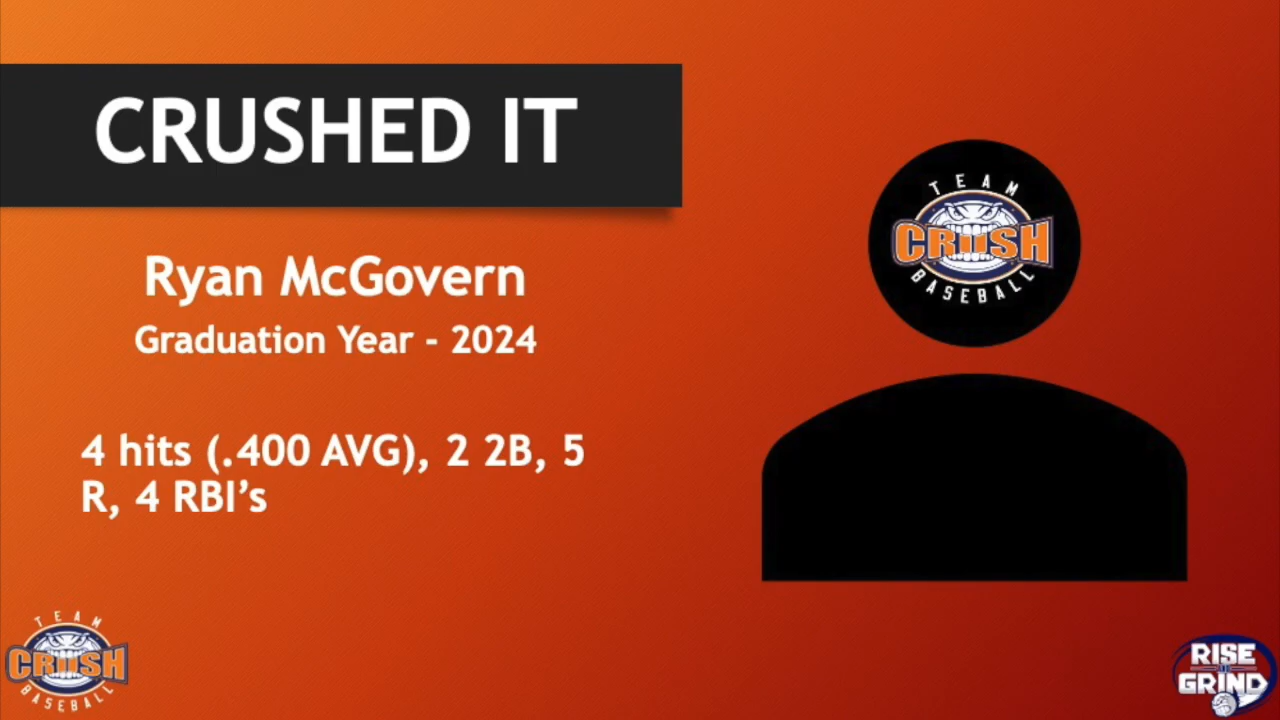 CRUSHED IT
Ryan McGovern
Graduation Year - 2024
4 hits (.400 AVG), 2 2B, 5
R, 4 RBI’s
TEAM
CRUSH
BASEBALL
TEAM
CRUSH
BASEBALL
RISE
GRIND